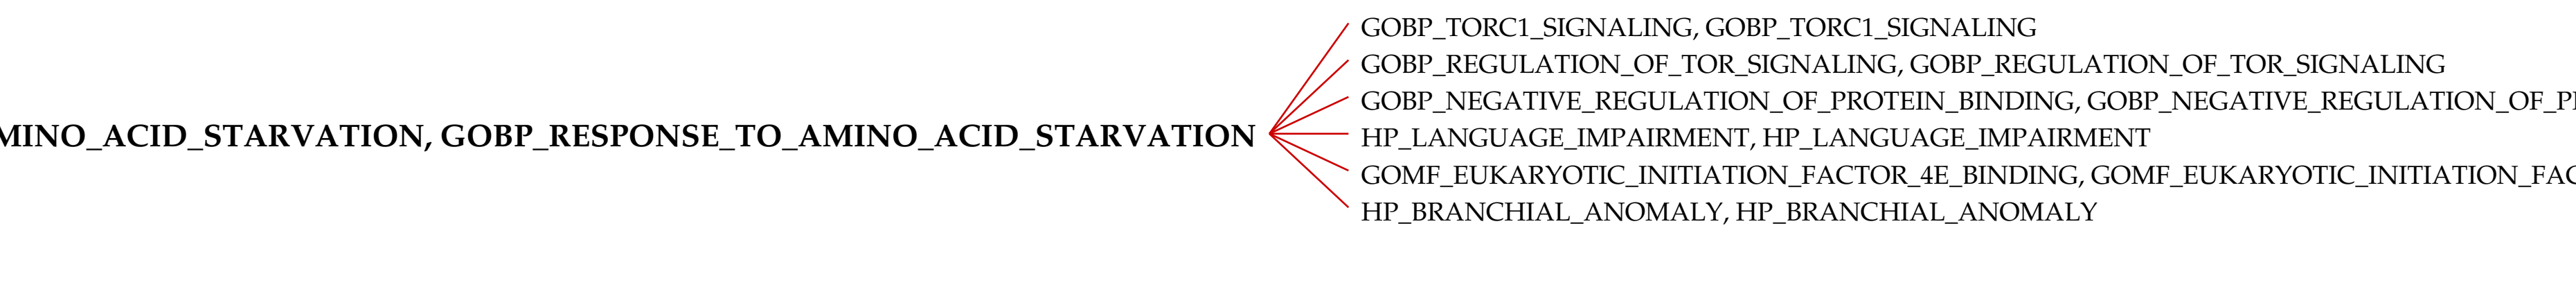 GOBP_TORC1_SIGNALING, GOBP_TORC1_SIGNALING
GOBP_REGULATION_OF_TOR_SIGNALING, GOBP_REGULATION_OF_TOR_SIGNALING
GOBP_NEGATIVE_REGULATION_OF_PROTEIN_BINDING, GOBP_NEGATIVE_REGULATION_OF_P
MINO_ACID_STARVATION, GOBP_RESPONSE_TO_AMINO_ACID_STARVATION
HP_LANGUAGE_IMPAIRMENT, HP_LANGUAGE_IMPAIRMENT
GOMF_EUKARYOTIC_INITIATION_FACTOR_4E_BINDING, GOMF_EUKARYOTIC_INITIATION_FAC
HP_BRANCHIAL_ANOMALY, HP_BRANCHIAL_ANOMALY